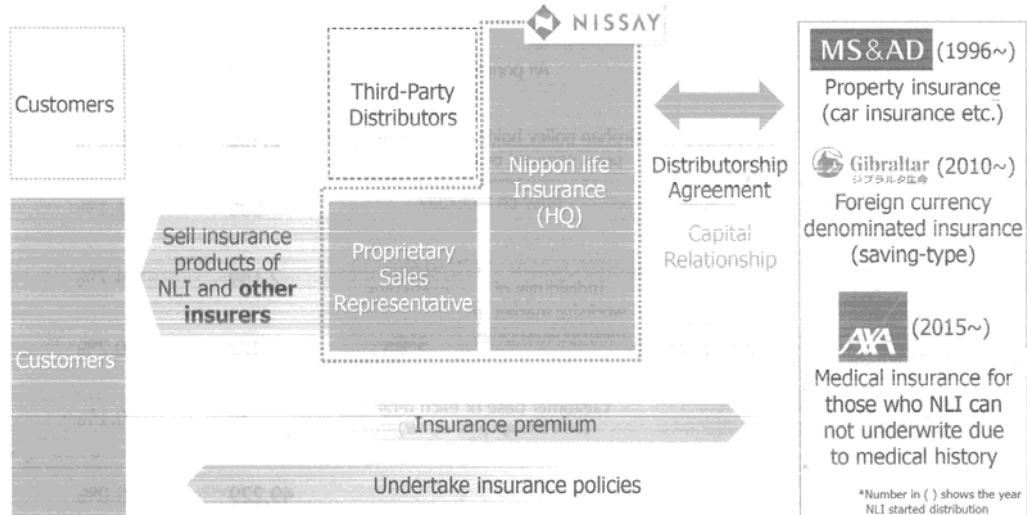 NISSAY
Customers
Third-Party
Distributors
Nippon life
Insurance
(HQ)
Proprietary
Sales
Representative
Sell insurance
products of
NLI and other
insurers
Customers
Distributorship
Agreement
Capital
Relationship
MS&AD (1996~)
Property insurance
(car insurance etc.)
Gibraltar (2010~)
ジブラルタ生命
Foreign currency
denominated insurance
(saving-type)
AXA (2015~)
Medical insurance for
those who NLI can
not underwrite due
to medical history
Insurance premium
Undertake insurance policies
*Number in ( ) shows the year
NLI started distribution